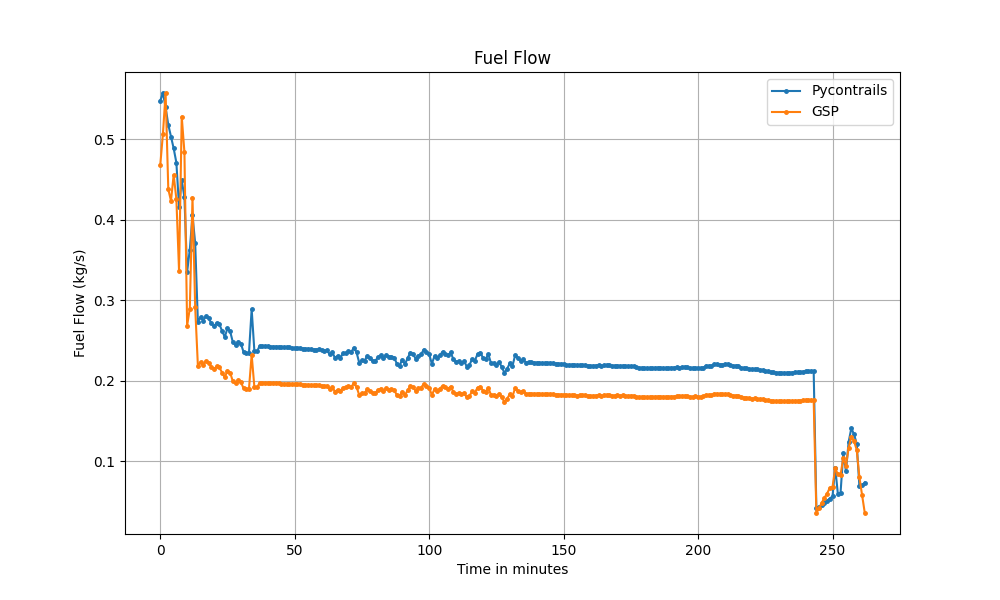 Fuel Flow
Pycontrails
GSP
Fuel Flow (kg/s)
0.5
0.4
0.3
0.2
0.1
0 50 100 150 200 250
Time in minutes